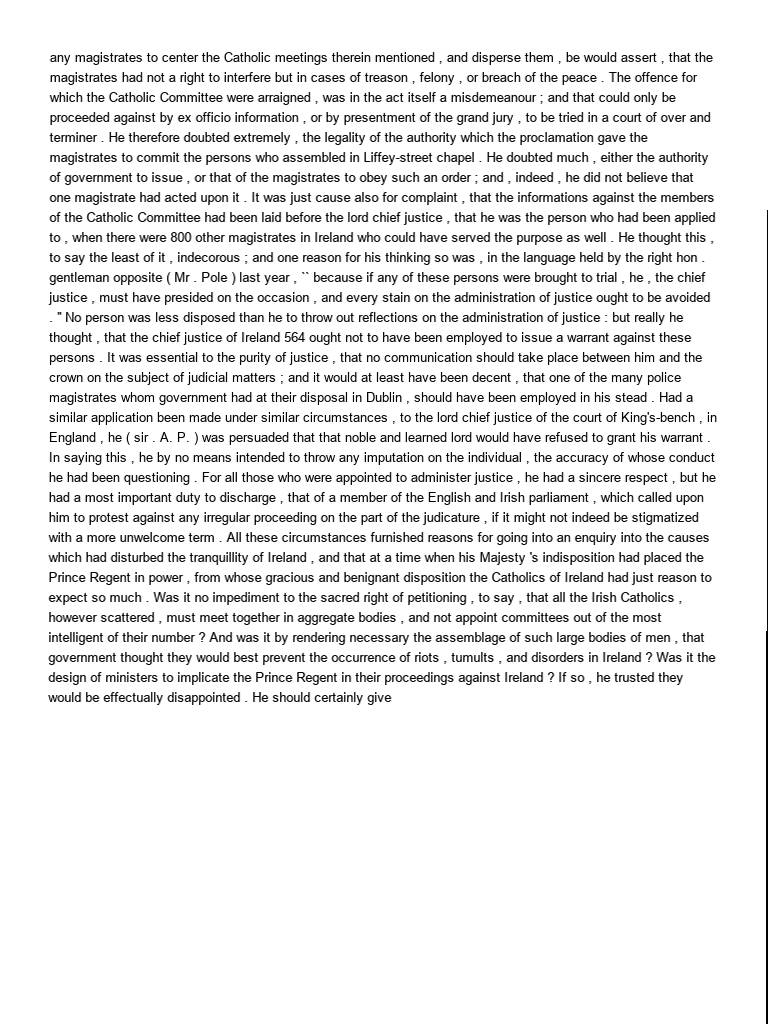 any magistrates to center the Catholic meetings therein mentioned , and disperse them , be would assert , that the
magistrates had not a right to interfere but in cases of treason , felony , or breach of the peace . The offence for
which the Catholic Committee were arraigned , was in the act itself a misdemeanour ; and that could only be
proceeded against by ex officio information , or by presentment of the grand jury , to be tried in a court of over and
terminer . He therefore doubted extremely , the legality of the authority which the proclamation gave the
magistrates to commit the persons who assembled in Liffey-street chapel . He doubted much , either the authority
of government to issue , or that of the magistrates to obey such an order ; and , indeed , he did not believe that
one magistrate had acted upon it . It was just cause also for complaint , that the informations against the members
of the Catholic Committee had been laid before the lord chief justice , that he was the person who had been applied
to , when there were 800 other magistrates in Ireland who could have served the purpose as well . He thought this ,
to say the least of it , indecorous ; and one reason for his thinking so was , in the language held by the right hon .
gentleman opposite ( Mr . Pole ) last year , `` because if any of these persons were brought to trial , he , the chief
justice , must have presided on the occasion , and every stain on the administration of justice ought to be avoided
. " No person was less disposed than he to throw out reflections on the administration of justice : but really he
thought , that the chief justice of Ireland 564 ought not to have been employed to issue a warrant against these
persons . It was essential to the purity of justice , that no communication should take place between him and the
crown on the subject of judicial matters ; and it would at least have been decent , that one of the many police
magistrates whom government had at their disposal in Dublin , should have been employed in his stead . Had a
similar application been made under similar circumstances , to the lord chief justice of the court of King's-bench , in
England , he ( sir . A. P. ) was persuaded that that noble and learned lord would have refused to grant his warrant .
In saying this , he by no means intended to throw any imputation on the individual , the accuracy of whose conduct
he had been questioning . For all those who were appointed to administer justice , he had a sincere respect , but he
had a most important duty to discharge , that of a member of the English and Irish parliament , which called upon
him to protest against any irregular proceeding on the part of the judicature , if it might not indeed be stigmatized
with a more unwelcome term . All these circumstances furnished reasons for going into an enquiry into the causes
which had disturbed the tranquillity of Ireland , and that at a time when his Majesty 's indisposition had placed the
Prince Regent in power , from whose gracious and benignant disposition the Catholics of Ireland had just reason to
expect so much . Was it no impediment to the sacred right of petitioning , to say , that all the Irish Catholics ,
however scattered , must meet together in aggregate bodies , and not appoint committees out of the most
intelligent of their number ? And was it by rendering necessary the assemblage of such large bodies of men , that
government thought they would best prevent the occurrence of riots , tumults , and disorders in Ireland ? Was it the
design of ministers to implicate the Prince Regent in their proceedings against Ireland ? If so , he trusted they
would be effectually disappointed . He should certainly give